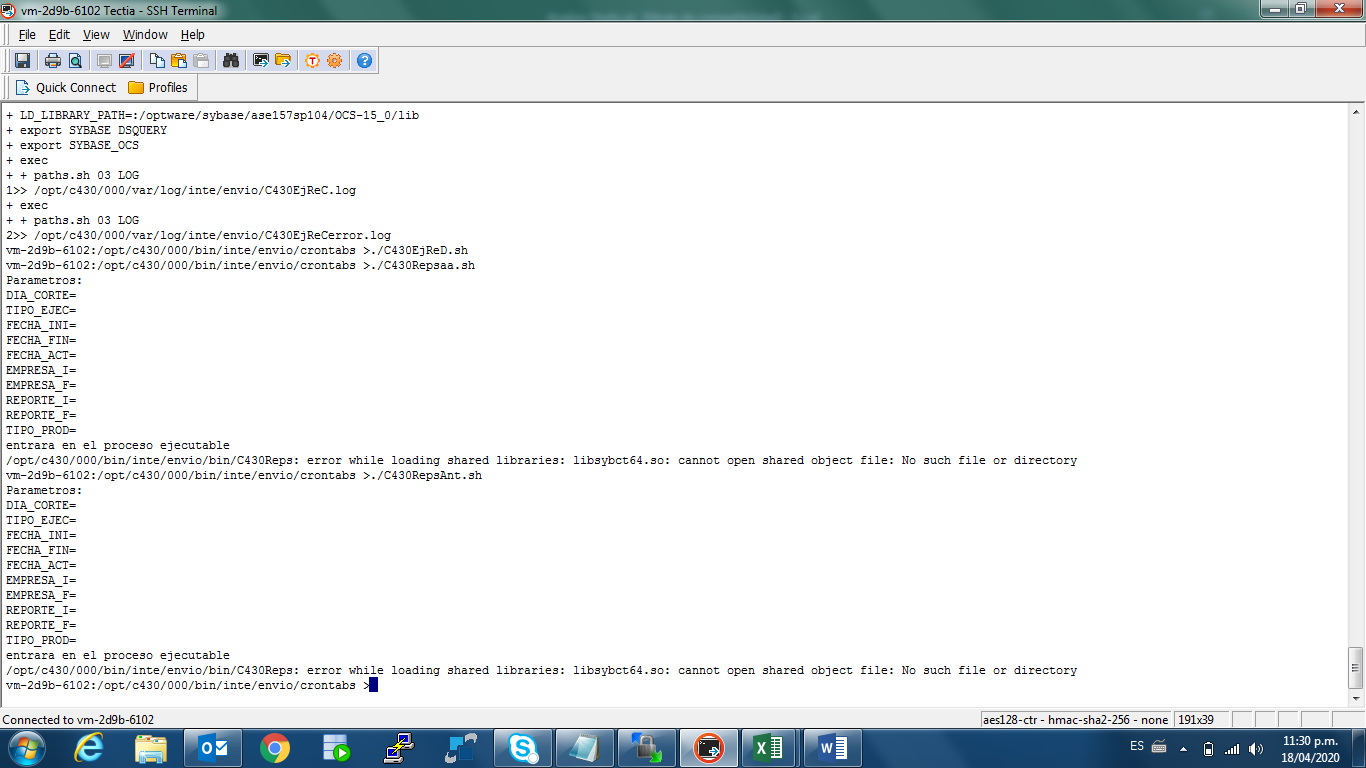 vm-2d9b-6102 Tectia - SSH Terminal
File Edit View Window Help
Quick Connect Profiles
+ LD_LIBRARY_PATH=:/optware/sybase/ase157sp104/OCS-15_0/lib
+ export SYBASE DSQUERY
+ export SYBASE_OCS
+ exec
+ + paths.sh 03 LOG
1>> /opt/c430/000/var/log/inte/envio/C430EjReC.log
+ exec
+ + paths.sh 03 LOG
2>> /opt/c430/000/var/log/inte/envio/C430EjReCerror.log
vm-2d9b-6102:/opt/c430/000/bin/inte/envio/crontabs >./C430EjReD.sh
vm-2d9b-6102:/opt/c430/000/bin/inte/envio/crontabs >./C430Repsaa.sh
Parametros:
DIA_CORTE=
TIPO_EJEC=
FECHA_INI=
FECHA_FIN=
FECHA_ACT=
EMPRESA_I=
EMPRESA_F=
REPORTE_I=
REPORTE_F=
TIPO_PROD=
entrara en el proceso ejecutable
/opt/c430/000/bin/inte/envio/bin/C430Reps: error while loading shared libraries: libsybct64.so: cannot open shared object file: No such file or directory
vm-2d9b-6102:/opt/c430/000/bin/inte/envio/crontabs >./C430RepsAnt.sh
Parametros:
DIA_CORTE=
TIPO_EJEC=
FECHA_INI=
FECHA_FIN=
FECHA_ACT=
EMPRESA_I=
EMPRESA_F=
REPORTE_I=
REPORTE_F=
TIPO_PROD=
entrara en el proceso ejecutable
/opt/c430/000/bin/inte/envio/bin/C430Reps: error while loading shared libraries: libsybct64.so: cannot open shared object file: No such file or directory
vm-2d9b-6102:/opt/c430/000/bin/inte/envio/crontabs >
Connected to vm-2d9b-6102 aes128-ctr - hmac-sha2-256 - none 191x39
ES 11:30 p.m.
18/04/2020